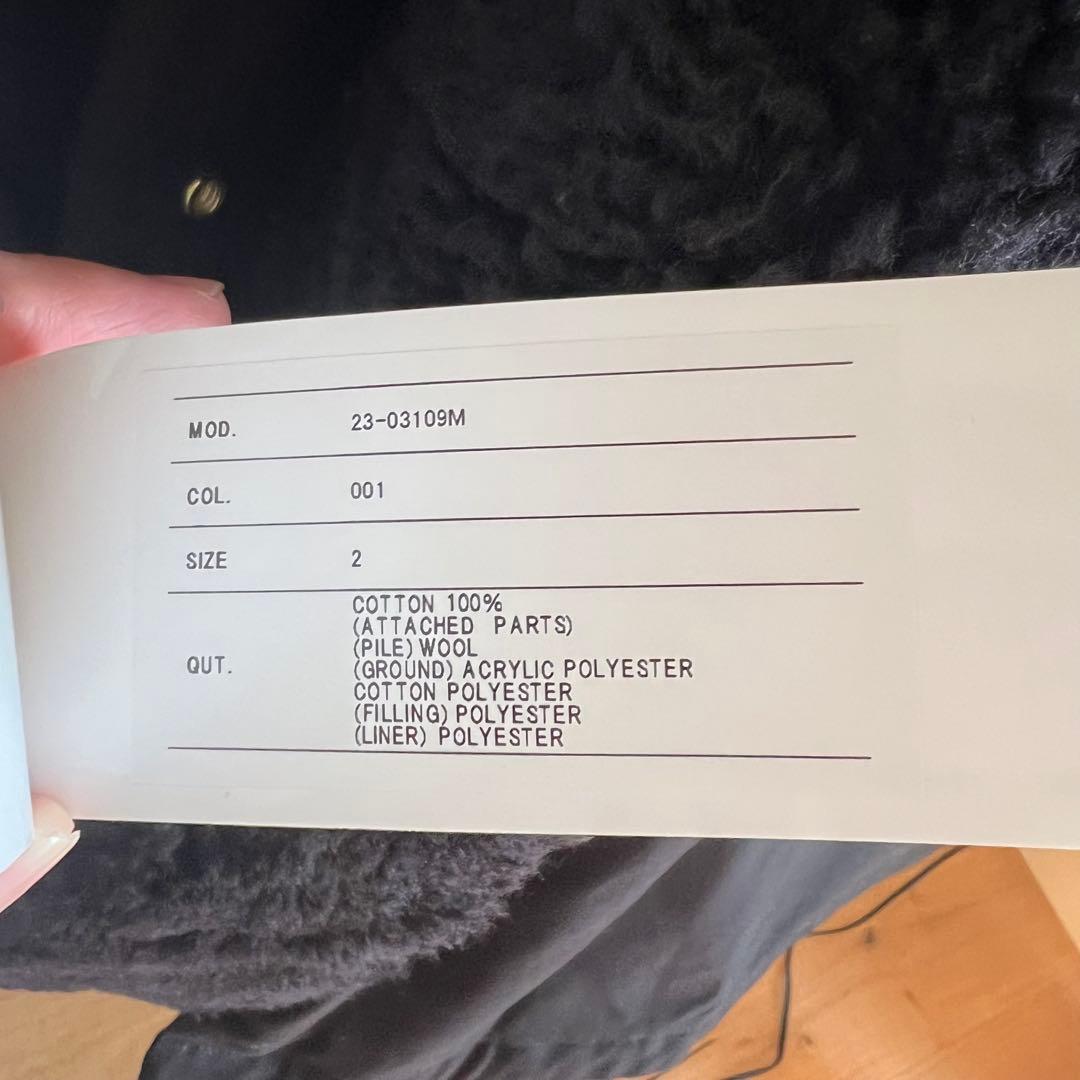 MOD. 23-03109M
COL. 001
SIZE 2
QUT. COTTON 100%
(ATTACHED PARTS)
(PILE) WOOL
(GROUND) ACRYLIC POLYESTER
COTTON POLYESTER
(FILLING) POLYESTER
(LINER) POLYESTER